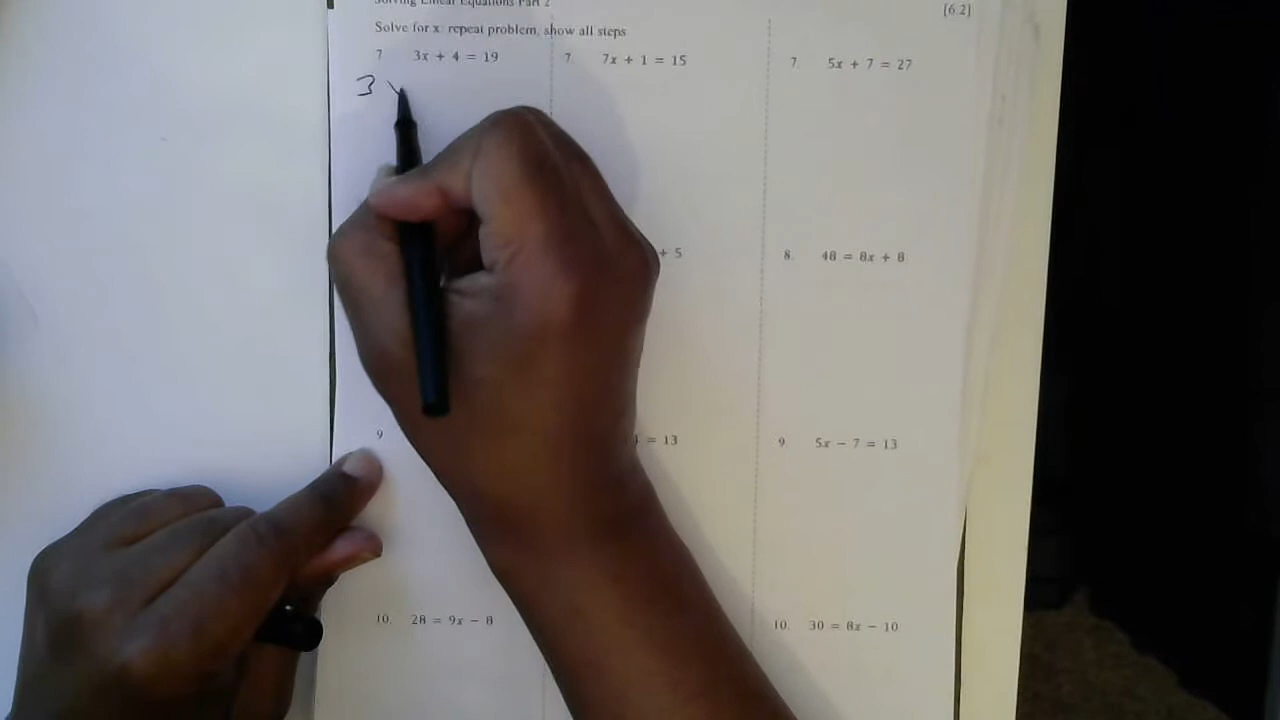 Solving Linear Equations Part 2
[6.2]
Solve for x. repeat problem, show all steps
7 3x + 4 = 19
7. 7x + 1 = 15
7. 5x + 7 = 27
3
+ 5
8. 48 = 8x + 8
9
= 13
9 5x − 7 = 13
10. 28 = 9x − 8
10. 30 = 8x − 10